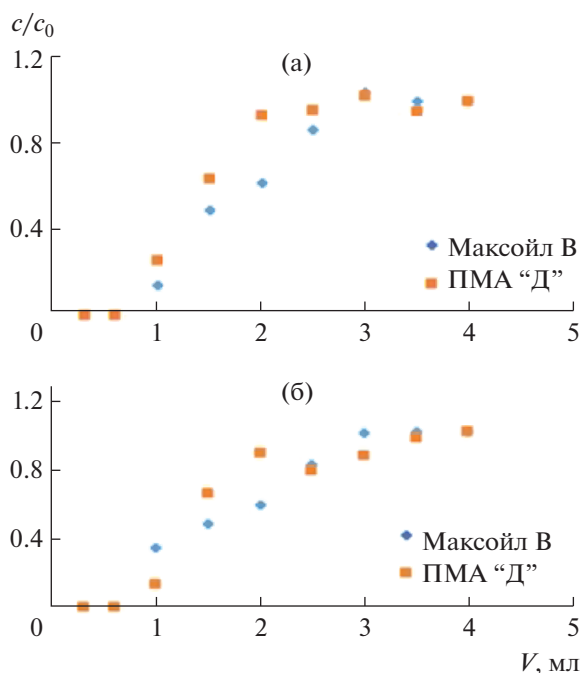 c/c0
1.2
(а)
0.8
0.4
Максойл В
ПМА “Д”
0 1 2 3 4 5
1.2
(б)
0.8
0.4
Максойл В
ПМА “Д”
0 1 2 3 4 5
V, мл